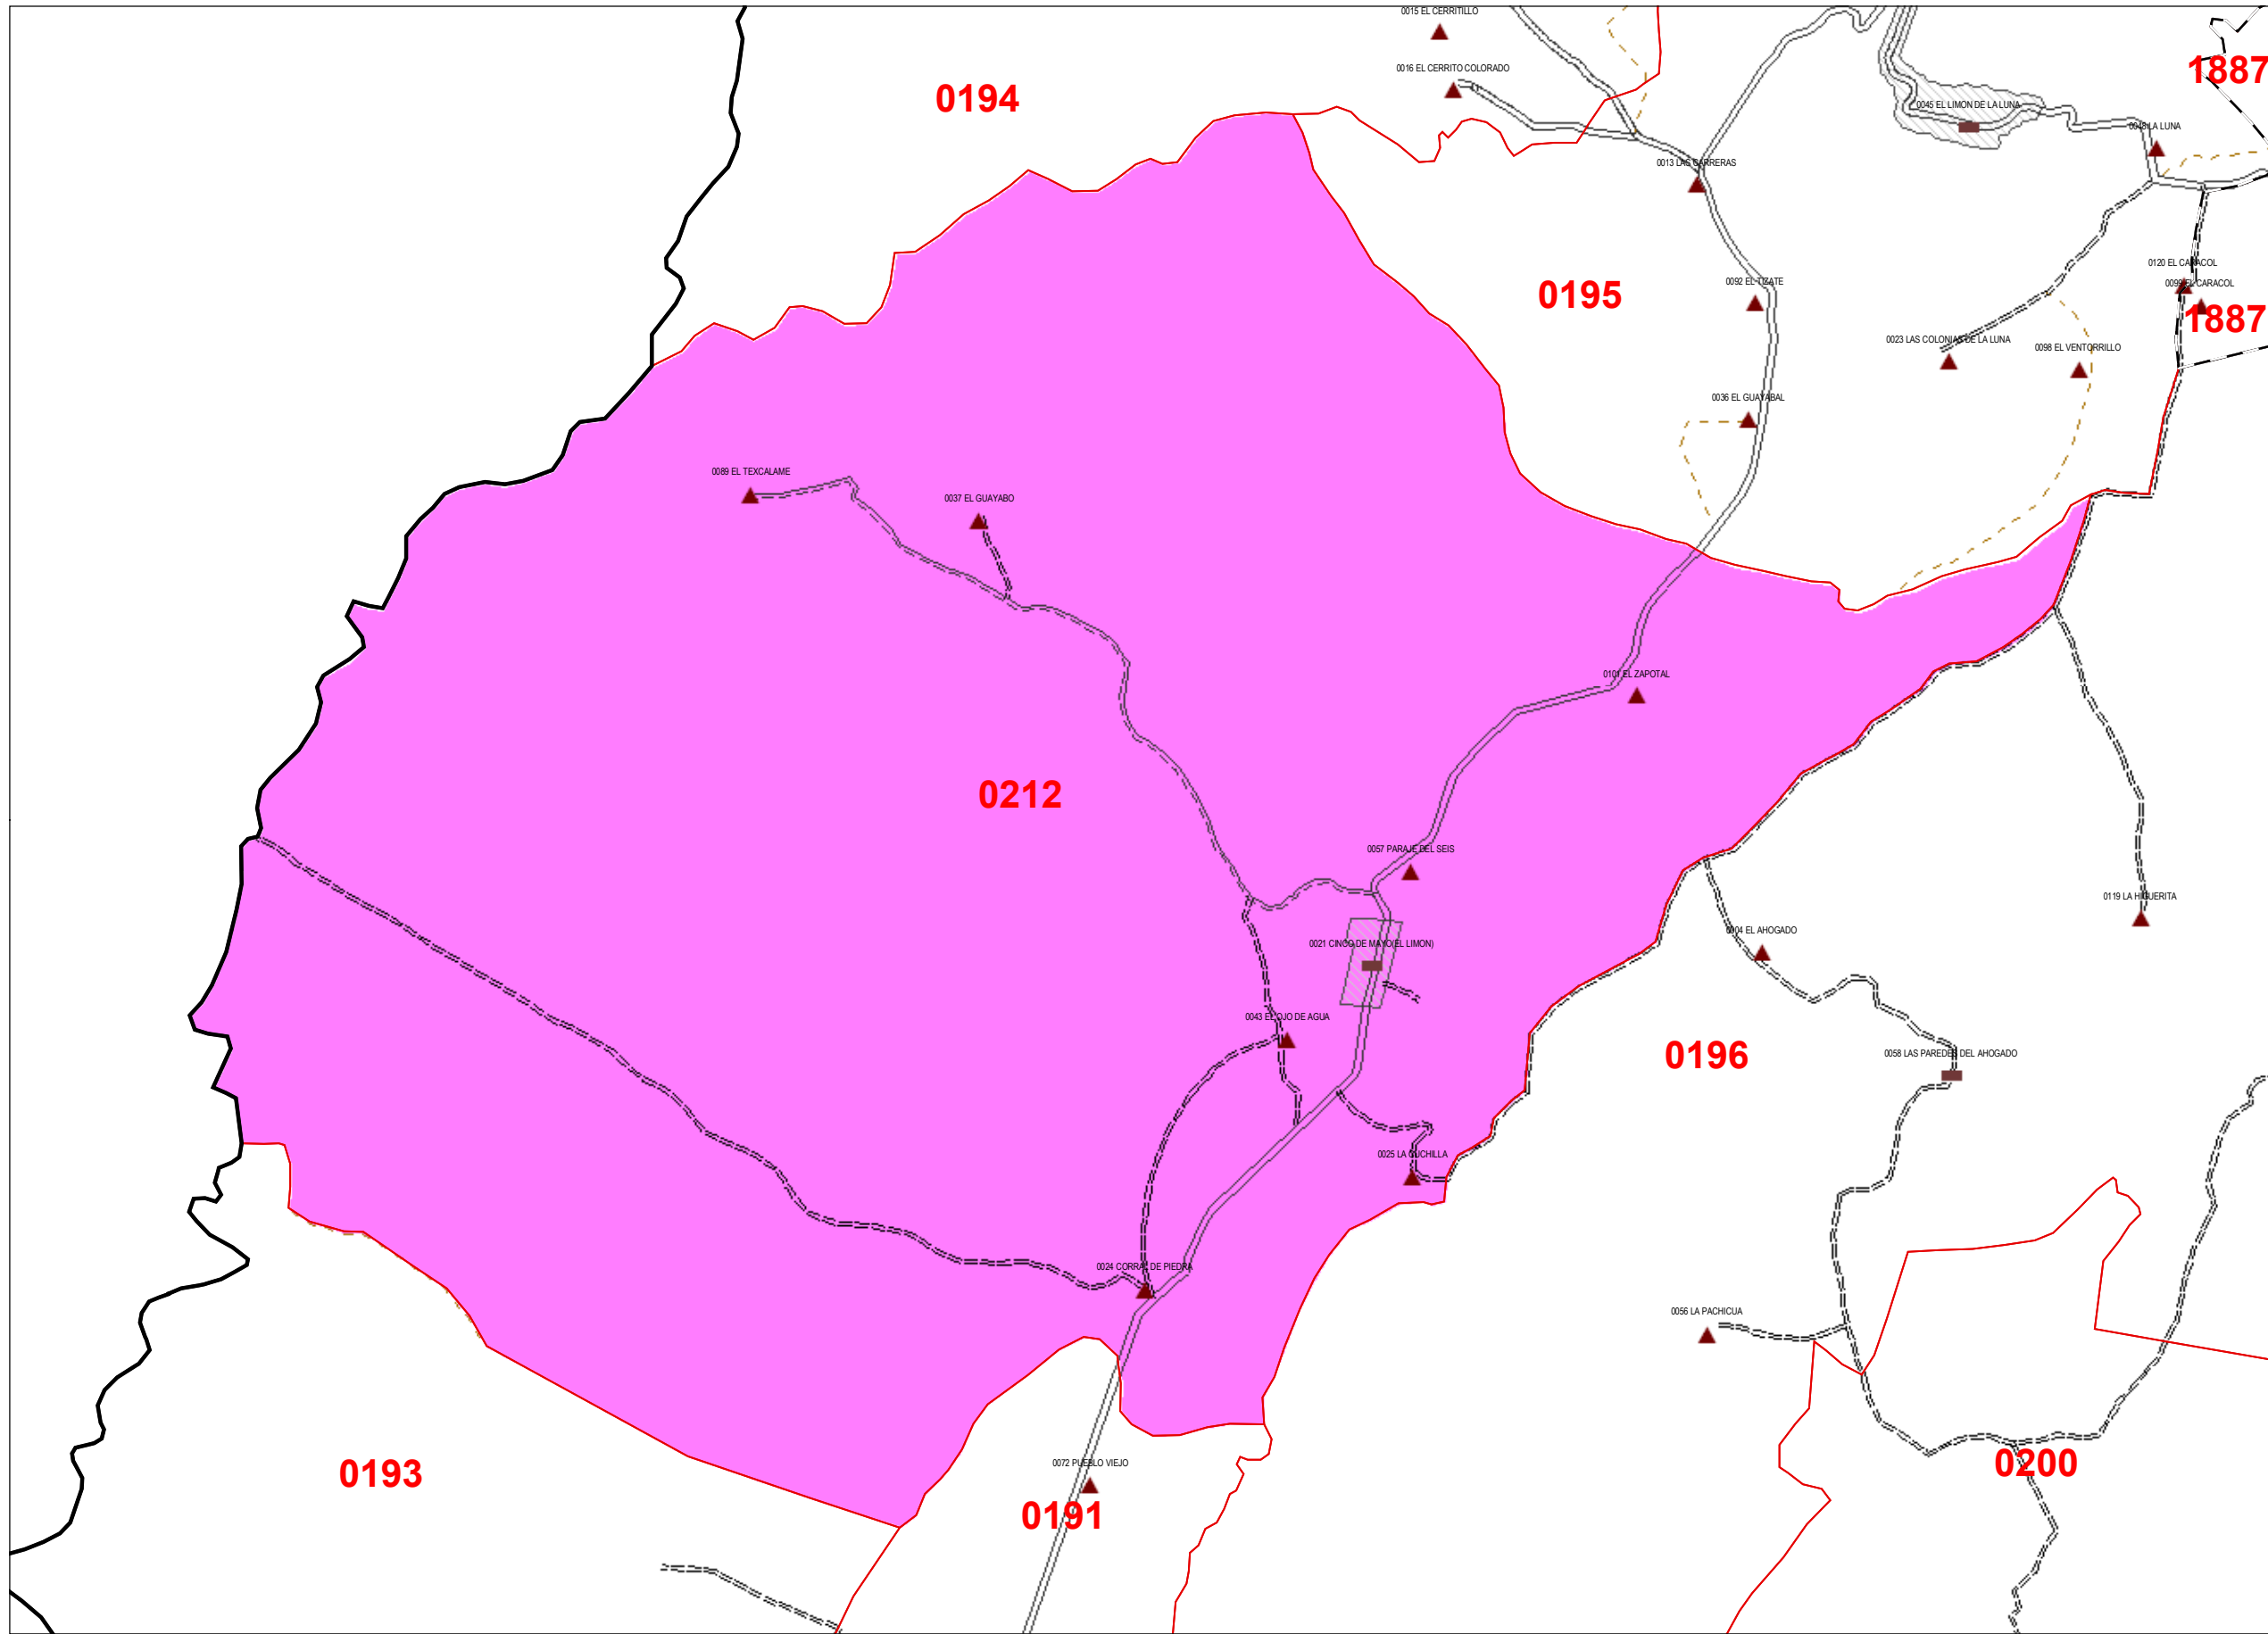 0015 EL CERRITILLO
1887
0016 EL CERRITO COLORADO
0194
0045 EL LIMON DE LA LUNA
0048 LA LUNA
0013 LAS CARRERAS
0120 EL CARACOL
0092 EL TIZATE
0099 EL CARACOL
0195
1887
0023 LAS COLONIAS DE LA LUNA
0098 EL VENTORRILLO
0036 EL GUAYABAL
0089 EL TEXCALAME
0037 EL GUAYABO
0101 EL ZAPOTAL
0212
0057 PARAJE DEL SEIS
0119 LA HIGUERITA
0104 EL AHOGADO
0021 CINCO DE MAYO(EL LIMON)
0043 EL OJO DE AGUA
0196
0058 LAS PAREDES DEL AHOGADO
0025 LA CUCHILLA
0024 CORRAL DE PIEDRA
0056 LA PACHICUA
0072 PUEBLO VIEJO
0200
0193
0191